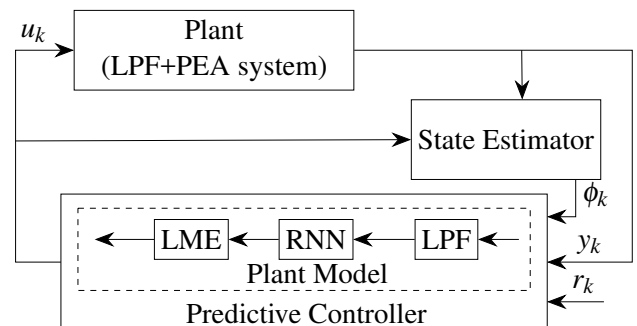 u_k
Plant
(LPF+PEA system)
State Estimator
ϕ_k
LME RNN LPF
Plant Model
y_k
r_k
Predictive Controller